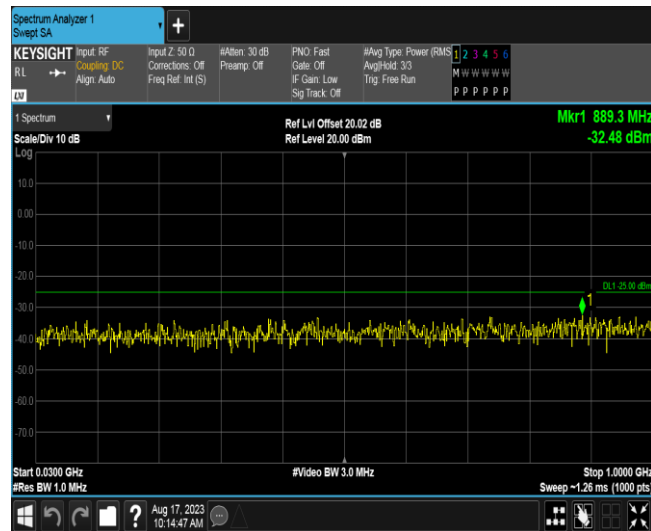 Spectrum Analyzer 1
Swept SA
+
KEYSIGHT
RL
LXI
Input: RF
Coupling: DC
Align: Auto
Input Z: 50 Ω
Corrections: Off
Freq Ref: Int (S)
#Atten: 30 dB
Preamp: Off
PNO: Fast
Gate: Off
IF Gain: Low
Sig Track: Off
#Avg Type: Power (RMS
Avg|Hold: 3/3
Trig: Free Run
1 2 3 4 5 6
M W W W W W
P P P P P P
1 Spectrum
Scale/Div 10 dB
Log
Ref Lvl Offset 20.02 dB
Ref Level 20.00 dBm
Mkr1 889.3 MHz
-32.48 dBm
10.0
0.00
-10.0
-20.0
-30.0
-40.0
-50.0
-60.0
-70.0
DL1 -25.00 dBm
1
Start 0.0300 GHz
#Res BW 1.0 MHz
#Video BW 3.0 MHz
Stop 1.0000 GHz
Sweep ~1.26 ms (1000 pts
?
Aug 17, 2023
10:14:47 AM